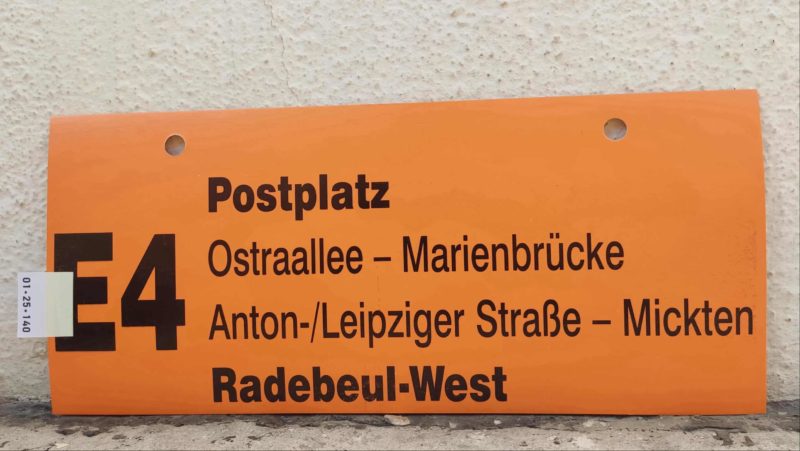 Postplatz
Ostraallee – Marienbrücke
E4
Anton-/Leipziger Straße – Mickten
Radebeul-West
01·25·140